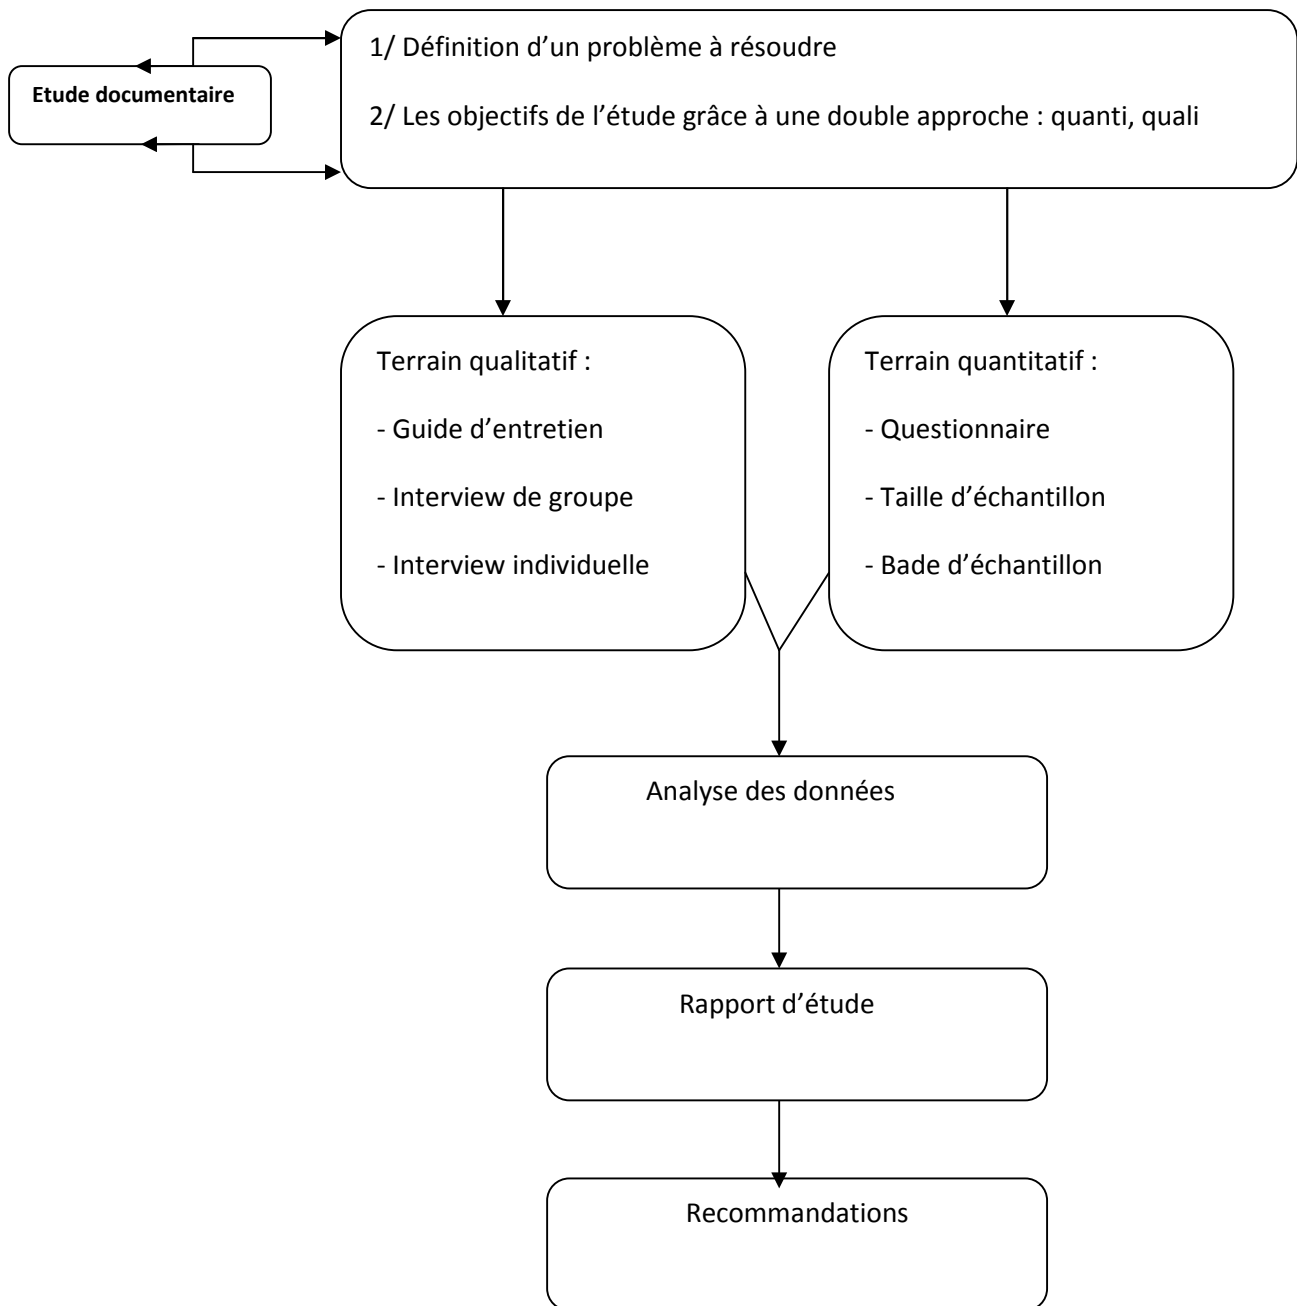 1/ Définition d’un problème à résoudre
Etude documentaire
2/ Les objectifs de l’étude grâce à une double approche : quanti, quali
Terrain qualitatif :
- Guide d’entretien
- Interview de groupe
- Interview individuelle
Terrain quantitatif :
- Questionnaire
- Taille d’échantillon
- Bade d’échantillon
Analyse des données
Rapport d’étude
Recommandations